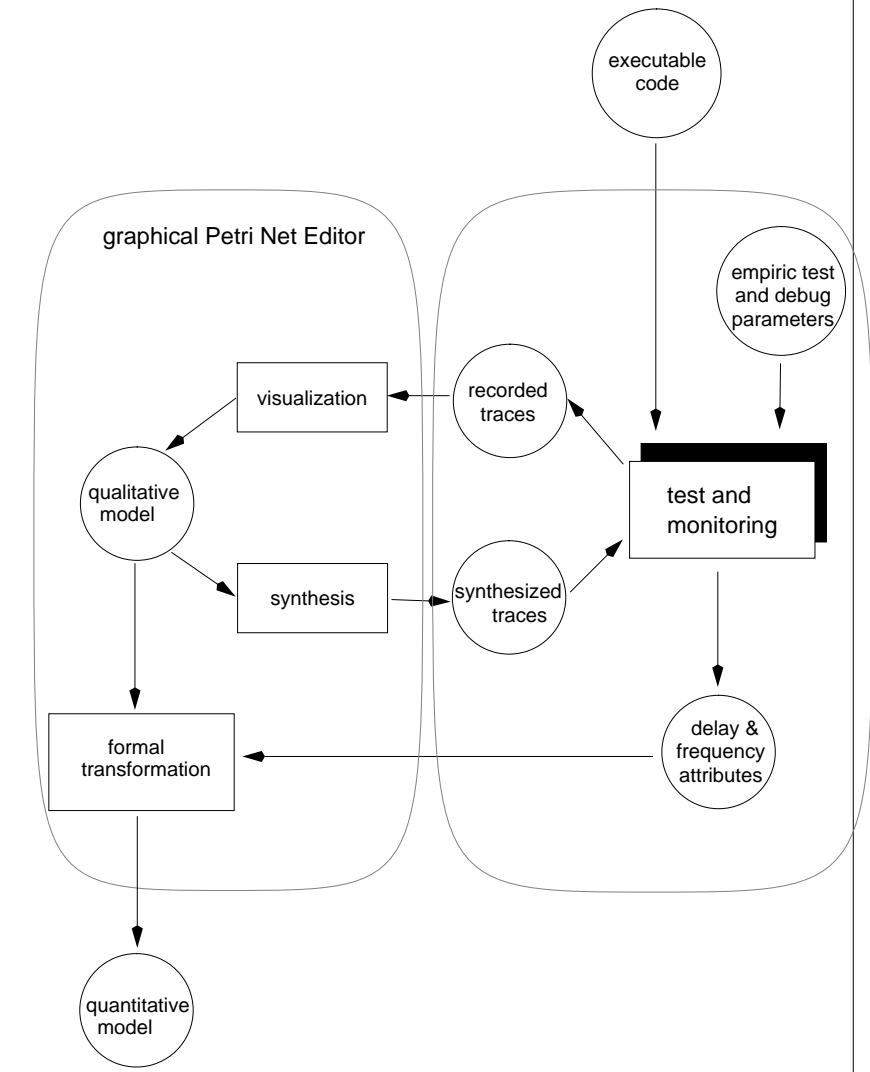 executable
code
graphical Petri Net Editor
empiric test
and debug
parameters
visualization
recorded
traces
qualitative
model
test and
monitoring
synthesis
synthesized
traces
formal
transformation
delay &
frequency
attributes
quantitative
model